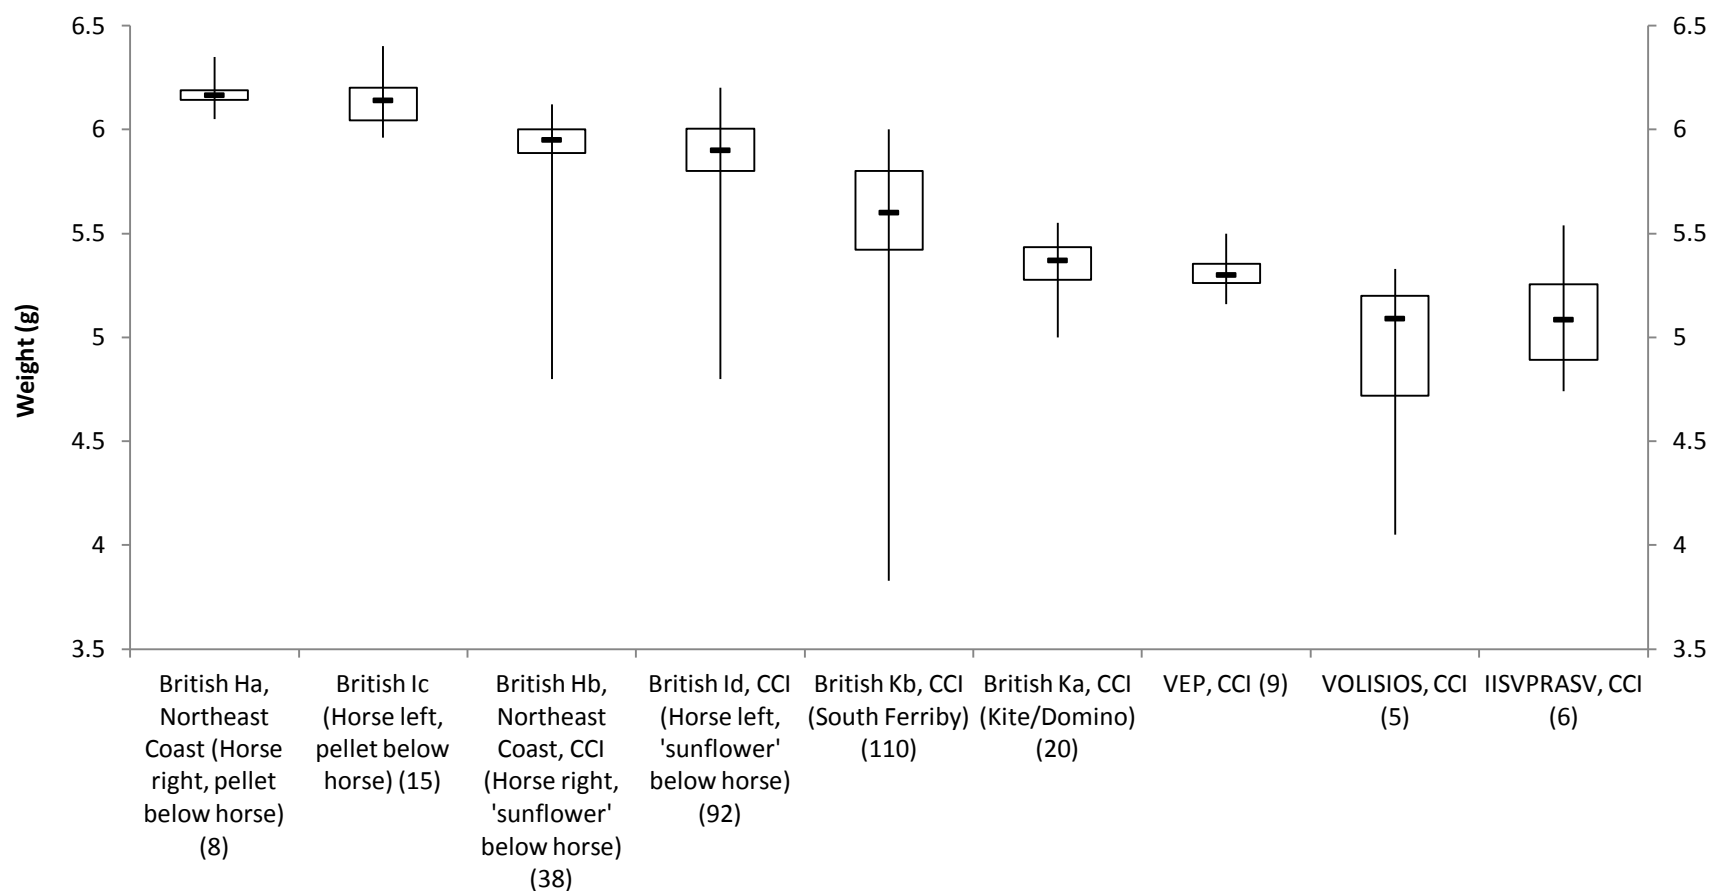 6.5
6
5.5
5
4.5
4
3.5
Weight (g)
6.5
6
5.5
5
4.5
4
3.5
British Ha,
Northeast
Coast (Horse
right, pellet
below horse)
(8)
British Ic
(Horse left,
pellet below
horse) (15)
British Hb,
Northeast
Coast, CCI
(Horse right,
'sunflower'
below horse)
(38)
British Id, CCI
(Horse left,
'sunflower'
below horse)
(92)
British Kb, CCI
(South Ferriby)
(110)
British Ka, CCI
(Kite/Domino)
(20)
VEP, CCI (9)
VOLISIOS, CCI
(5)
IISVPRASV, CCI
(6)